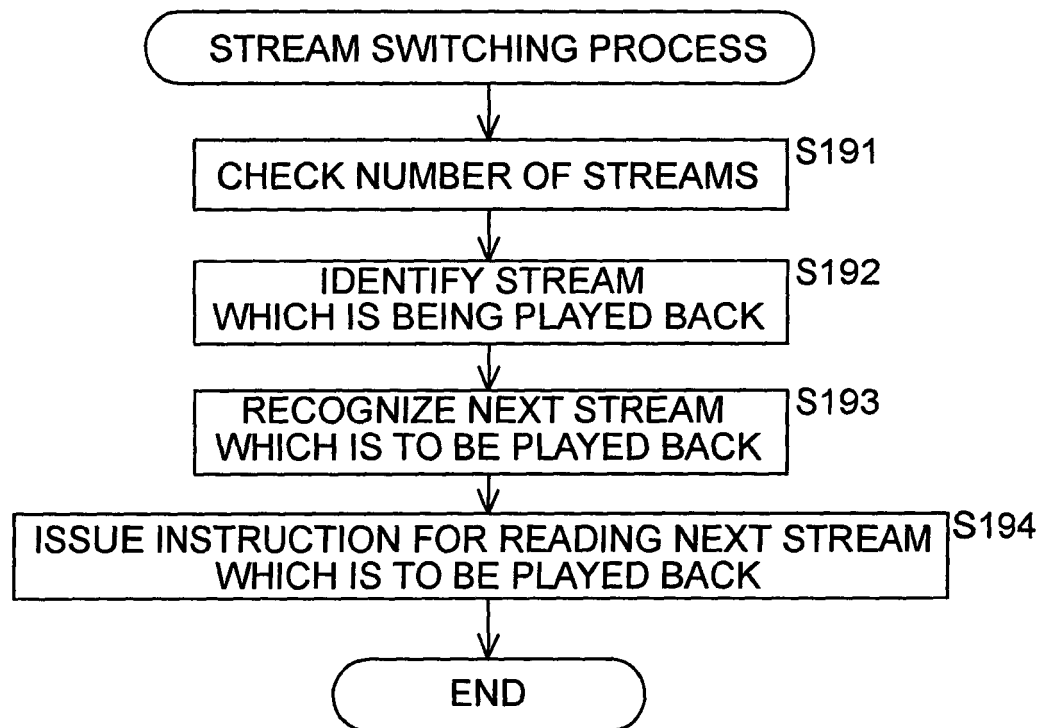 STREAM SWITCHING PROCESS
S191
CHECK NUMBER OF STREAMS
S192
IDENTIFY STREAM
WHICH IS BEING PLAYED BACK
S193
RECOGNIZE NEXT STREAM
WHICH IS TO BE PLAYED BACK
S194
ISSUE INSTRUCTION FOR READING NEXT STREAM
WHICH IS TO BE PLAYED BACK
END